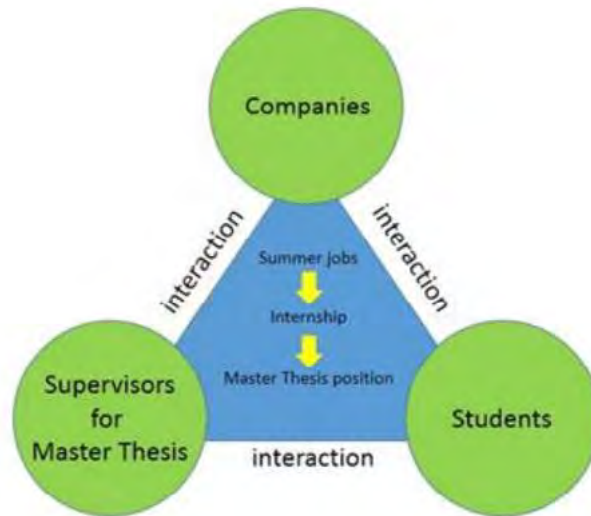 Companies
interaction
interaction
Summer jobs
Internship
Master Thesis position
Supervisors
for
Master Thesis
Students
interaction